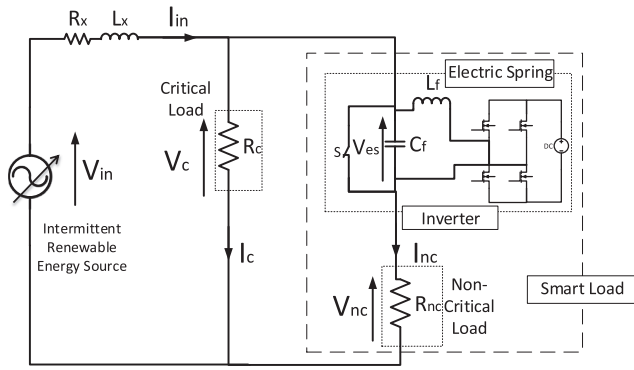 Rx Lx Iin
Electric Spring
Critical
Load
Lf
Vin
Vc
Rc
S
Ves
Cf
DC
Inverter
Intermittent
Renewable
Energy Source
Ic
Inc
Vnc
Rnc
Non-
Critical
Load
Smart Load